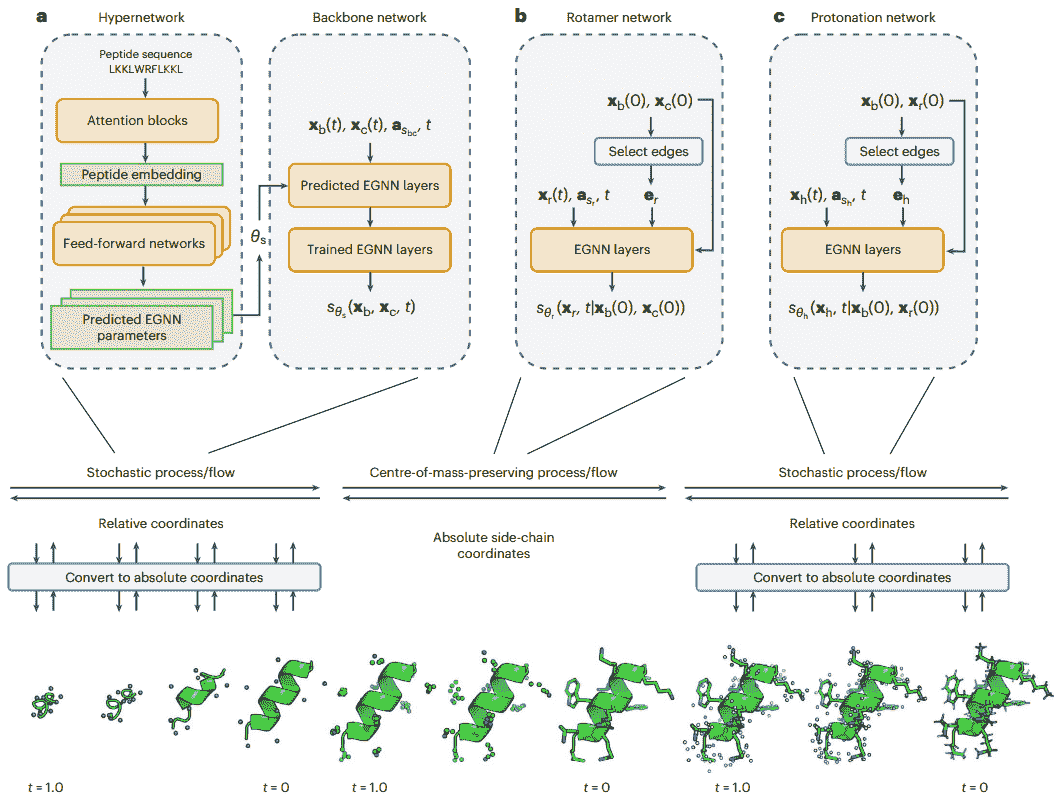 a
Hypernetwork
Peptide sequence
LKKLWRFLKKL
Attention blocks
Peptide embedding
Feed-forward networks
Predicted EGNN
parameters
θs
Backbone network
xb(t), xc(t), asbc, t
Predicted EGNN layers
Trained EGNN layers
sθs(xb, xc, t)
b
Rotamer network
xb(0), xc(0)
Select edges
xr(t), asr, t
er
EGNN layers
sθr(xr, t|xb(0), xc(0))
c
Protonation network
xb(0), xr(0)
Select edges
xh(t), ash, t
eh
EGNN layers
sθh(xh, t|xb(0), xr(0))
Stochastic process/flow
Centre-of-mass-preserving process/flow
Stochastic process/flow
Relative coordinates
Convert to absolute coordinates
Absolute side-chain
coordinates
Relative coordinates
Convert to absolute coordinates
t = 1.0
t = 0
t = 1.0
t = 0
t = 1.0
t = 0